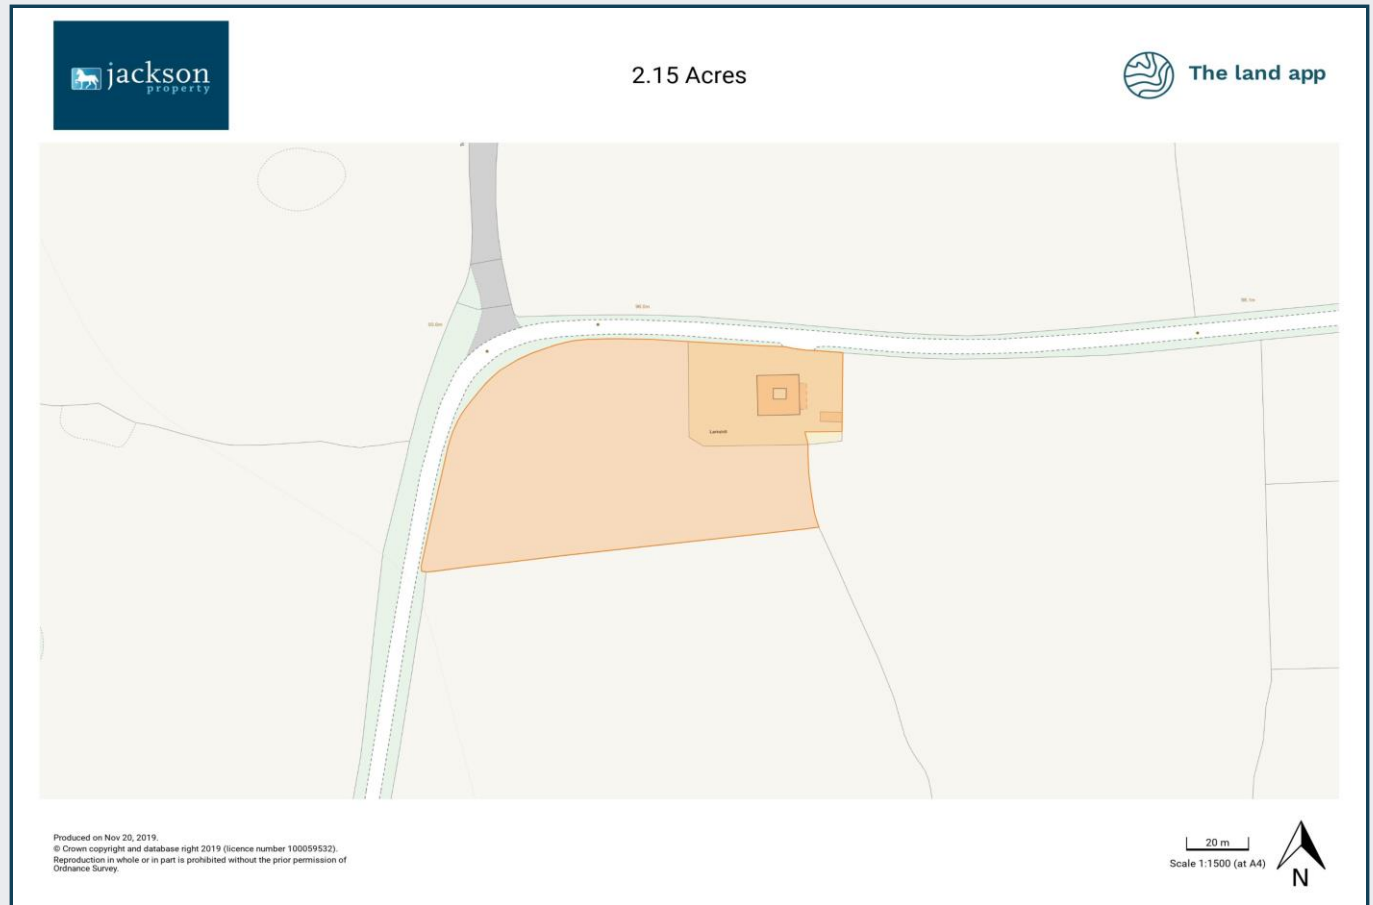 jackson
property
2.15 Acres
The land app
Produced on Nov 20, 2019.
© Crown copyright and database right 2019 (licence number 100059532).
Reproduction in whole or in part is prohibited without the prior permission of
Ordnance Survey.
20 m
Scale 1:1500 (at A4)
N